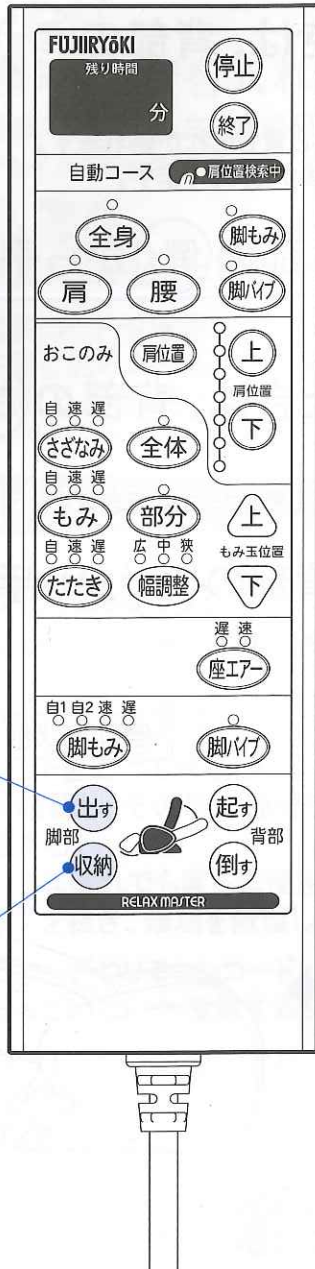 FUJIIRYōKI
残り時間
分
停止
終了
自動コース
肩位置検索中
全身
脚もみ
肩
腰
脚バイブ
おこのみ
肩位置
上
肩位置
下
自 速 遅
さざなみ
全体
自 速 遅
もみ
部分
上
もみ玉位置
自 速 遅
たたき
広 中 狭
幅調整
下
遅 速
座エアー
自1 自2 速 遅
脚もみ
脚バイブ
出す
起す
脚部
背部
収納
倒す
RELAX MASTER